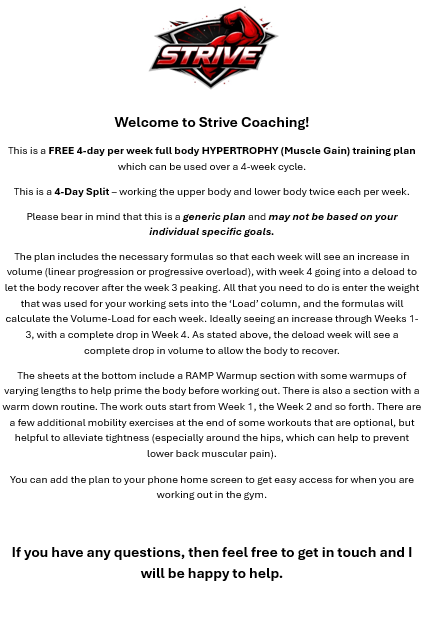 STRIVE
Welcome to Strive Coaching!
This is a FREE 4-day per week full body HYPERTROPHY (Muscle Gain) training plan
which can be used over a 4-week cycle.
This is a 4-Day Split – working the upper body and lower body twice each per week.
Please bear in mind that this is a generic plan and may not be based on your
individual specific goals.
The plan includes the necessary formulas so that each week will see an increase in
volume (linear progression or progressive overload), with week 4 going into a deload to
let the body recover after the week 3 peaking. All that you need to do is enter the weight
that was used for your working sets into the ‘Load’ column, and the formulas will
calculate the Volume-Load for each week. Ideally seeing an increase through Weeks 1-
3, with a complete drop in Week 4. As stated above, the deload week will see a
complete drop in volume to allow the body to recover.
The sheets at the bottom include a RAMP Warmup section with some warmups of
varying lengths to help prime the body before working out. There is also a section with a
warm down routine. The work outs start from Week 1, the Week 2 and so forth. There are
a few additional mobility exercises at the end of some workouts that are optional, but
helpful to alleviate tightness (especially around the hips, which can help to prevent
lower back muscular pain).
You can add the plan to your phone home screen to get easy access for when you are
working out in the gym.
If you have any questions, then feel free to get in touch and I
will be happy to help.